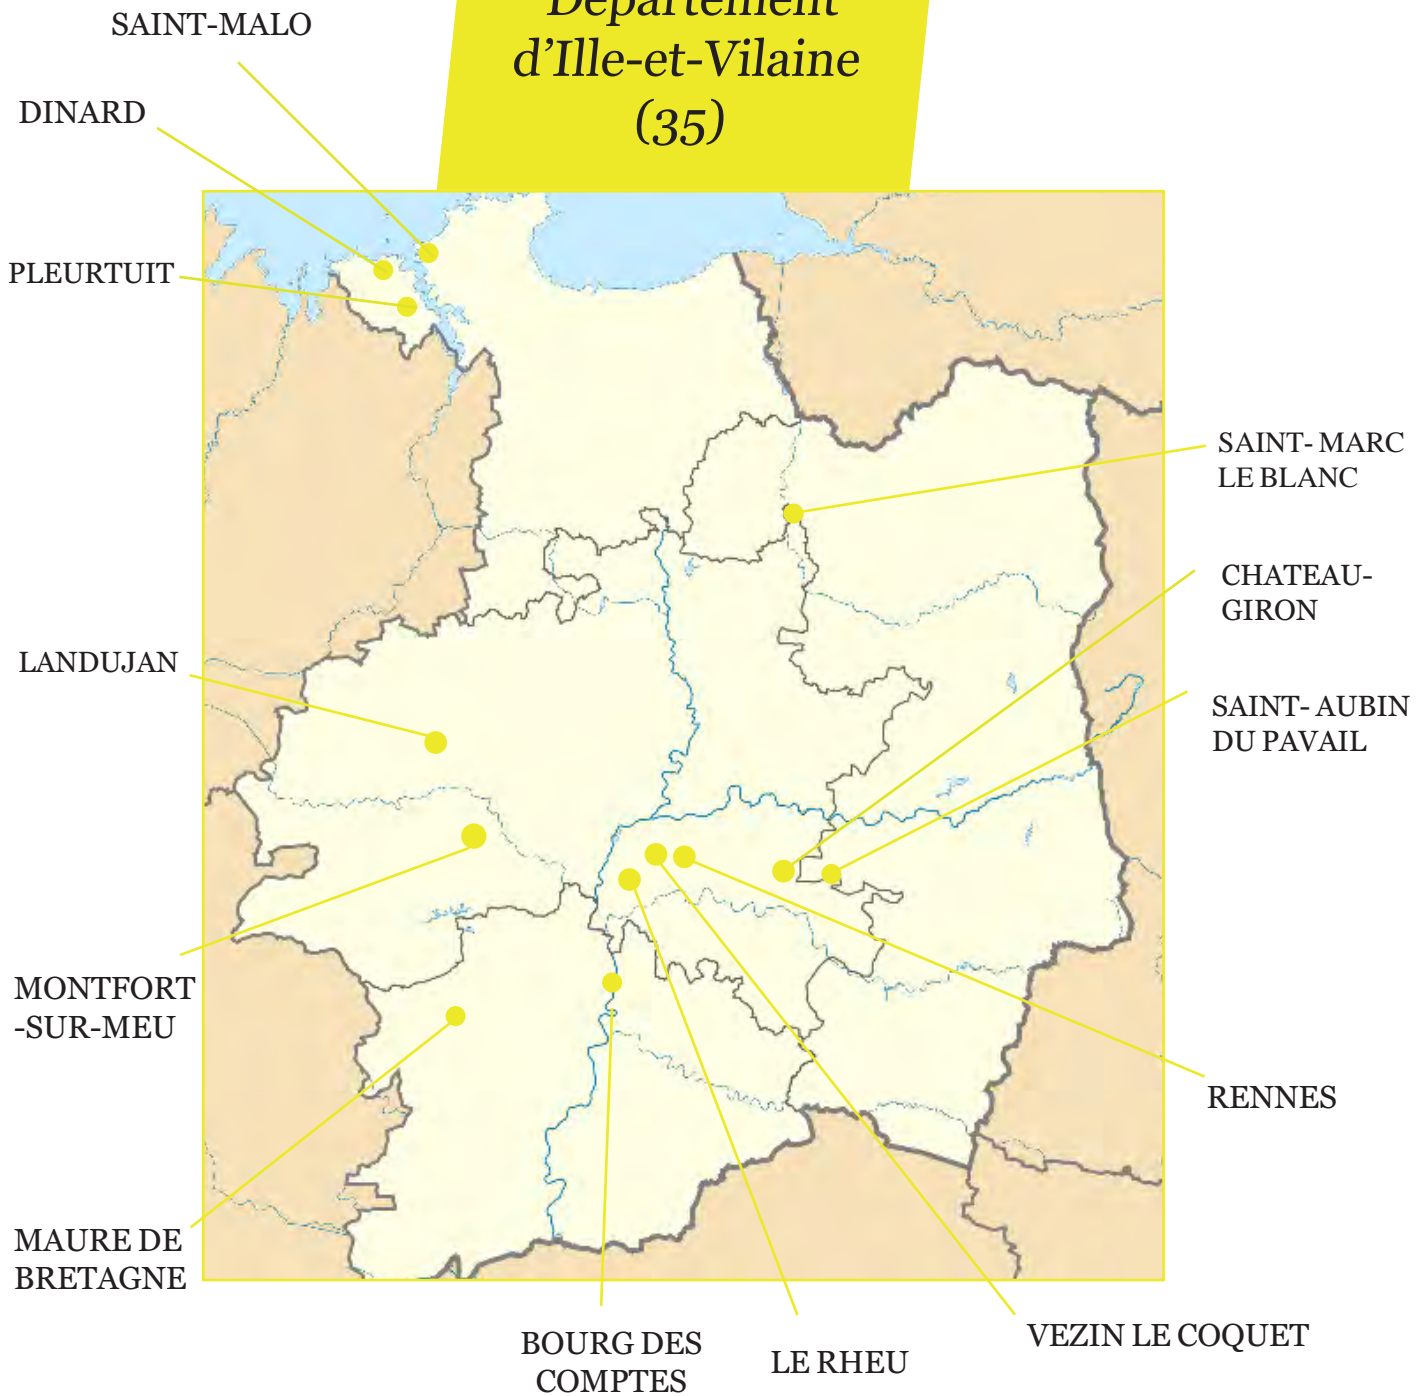 Département
d'Ille-et-Vilaine
(35)
SAINT-MALO
DINARD
PLEURTUIT
SAINT- MARC
LE BLANC
CHATEAU-
GIRON
LANDUJAN
SAINT- AUBIN
DU PAVAIL
MONTFORT
-SUR-MEU
RENNES
MAURE DE
BRETAGNE
BOURG DES
COMPTES
LE RHEU
VEZIN LE COQUET